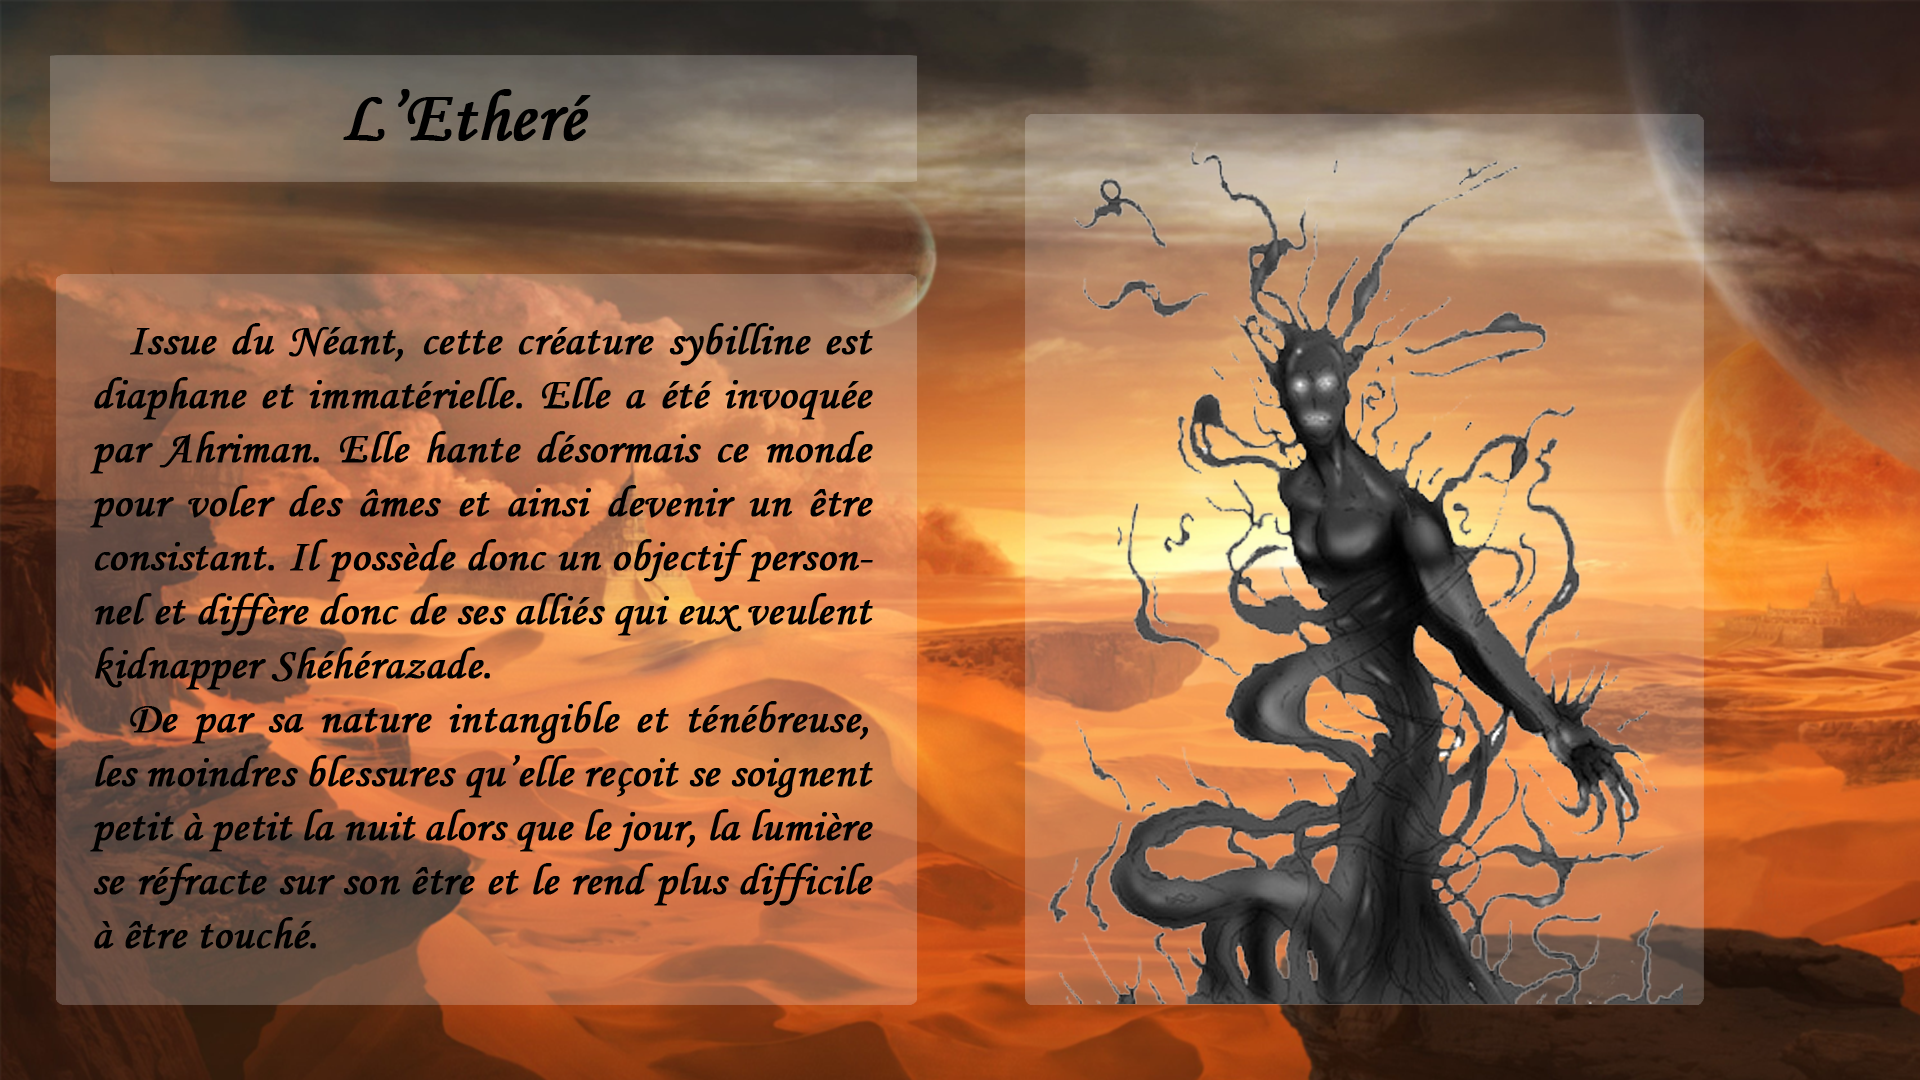 L’Etheré
Issue du Néant, cette créature sybilline est
diaphane et immatérielle. Elle a été invoquée
par Ahriman. Elle hante désormais ce monde
pour voler des âmes et ainsi devenir un être
consistant. Il possède donc un objectif person-
nel et diffère donc de ses alliés qui eux veulent
kidnapper Shéhérazade.
De par sa nature intangible et ténébreuse,
les moindres blessures qu’elle reçoit se soignent
petit à petit la nuit alors que le jour, la lumière
se réfracte sur son être et le rend plus difficile
à être touché.